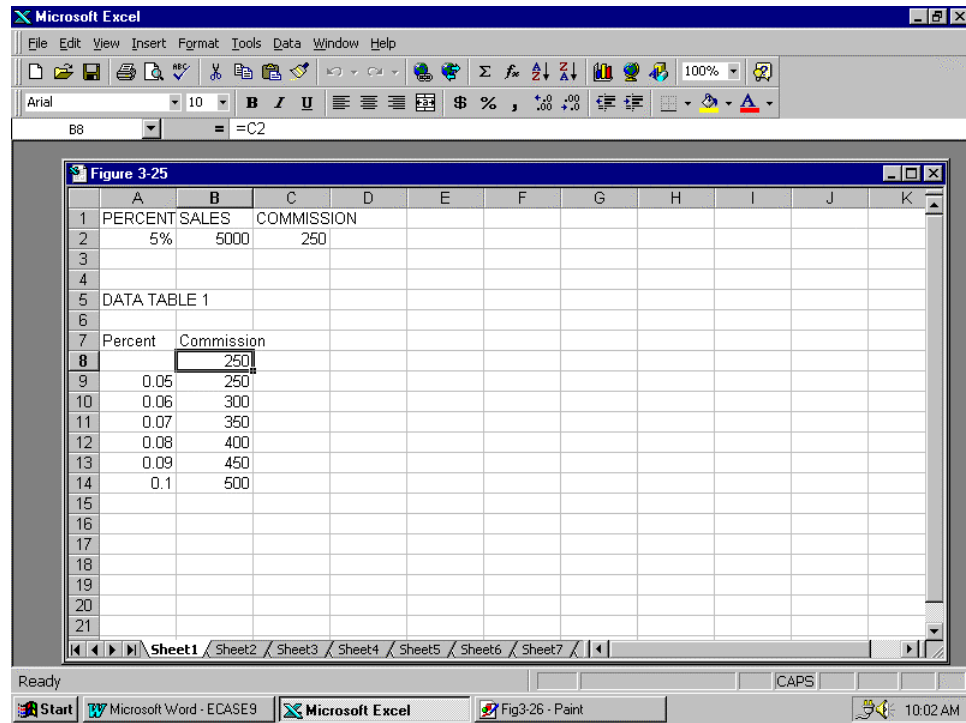 Microsoft Excel
File Edit View Insert Format Tools Data Window Help
ABC Σ fx A Z Z A 100%
Arial 10 B I U $ % , +.0 .00 .00 +.0 A
B8 = =C2
Figure 3-25
A B C D E F G H I J K
1 PERCENT SALES COMMISSION
2 5% 5000 250
3
4
5 DATA TABLE 1
6
7 Percent Commission
8 250
9 0.05 250
10 0.06 300
11 0.07 350
12 0.08 400
13 0.09 450
14 0.1 500
15
16
17
18
19
20
21
Sheet1 Sheet2 Sheet3 Sheet4 Sheet5 Sheet6 Sheet7
Ready CAPS
Start Microsoft Word - ECASE9 Microsoft Excel Fig3-26 - Paint 10:02 AM